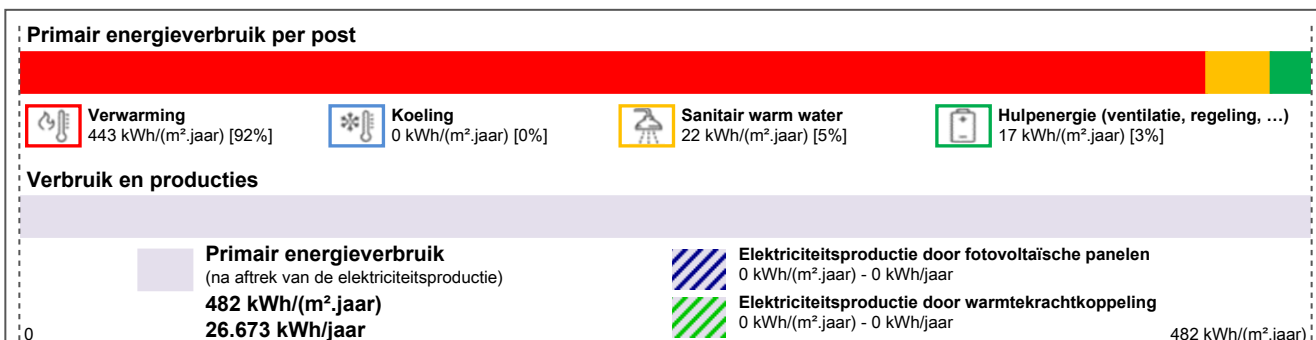 Primair energieverbruik per post
Verwarming
443 kWh/(m².jaar) [92%]
Koeling
0 kWh/(m².jaar) [0%]
Sanitair warm water
22 kWh/(m².jaar) [5%]
Hulpenergie (ventilatie, regeling, …)
17 kWh/(m².jaar) [3%]
Verbruik en producties
Primair energieverbruik
(na aftrek van de elektriciteitsproductie)
482 kWh/(m².jaar)
26.673 kWh/jaar
Elektriciteitsproductie door fotovoltaïsche panelen
0 kWh/(m².jaar) - 0 kWh/jaar
Elektriciteitsproductie door warmtekrachtkoppeling
0 kWh/(m².jaar) - 0 kWh/jaar
0
482 kWh/(m².jaar)